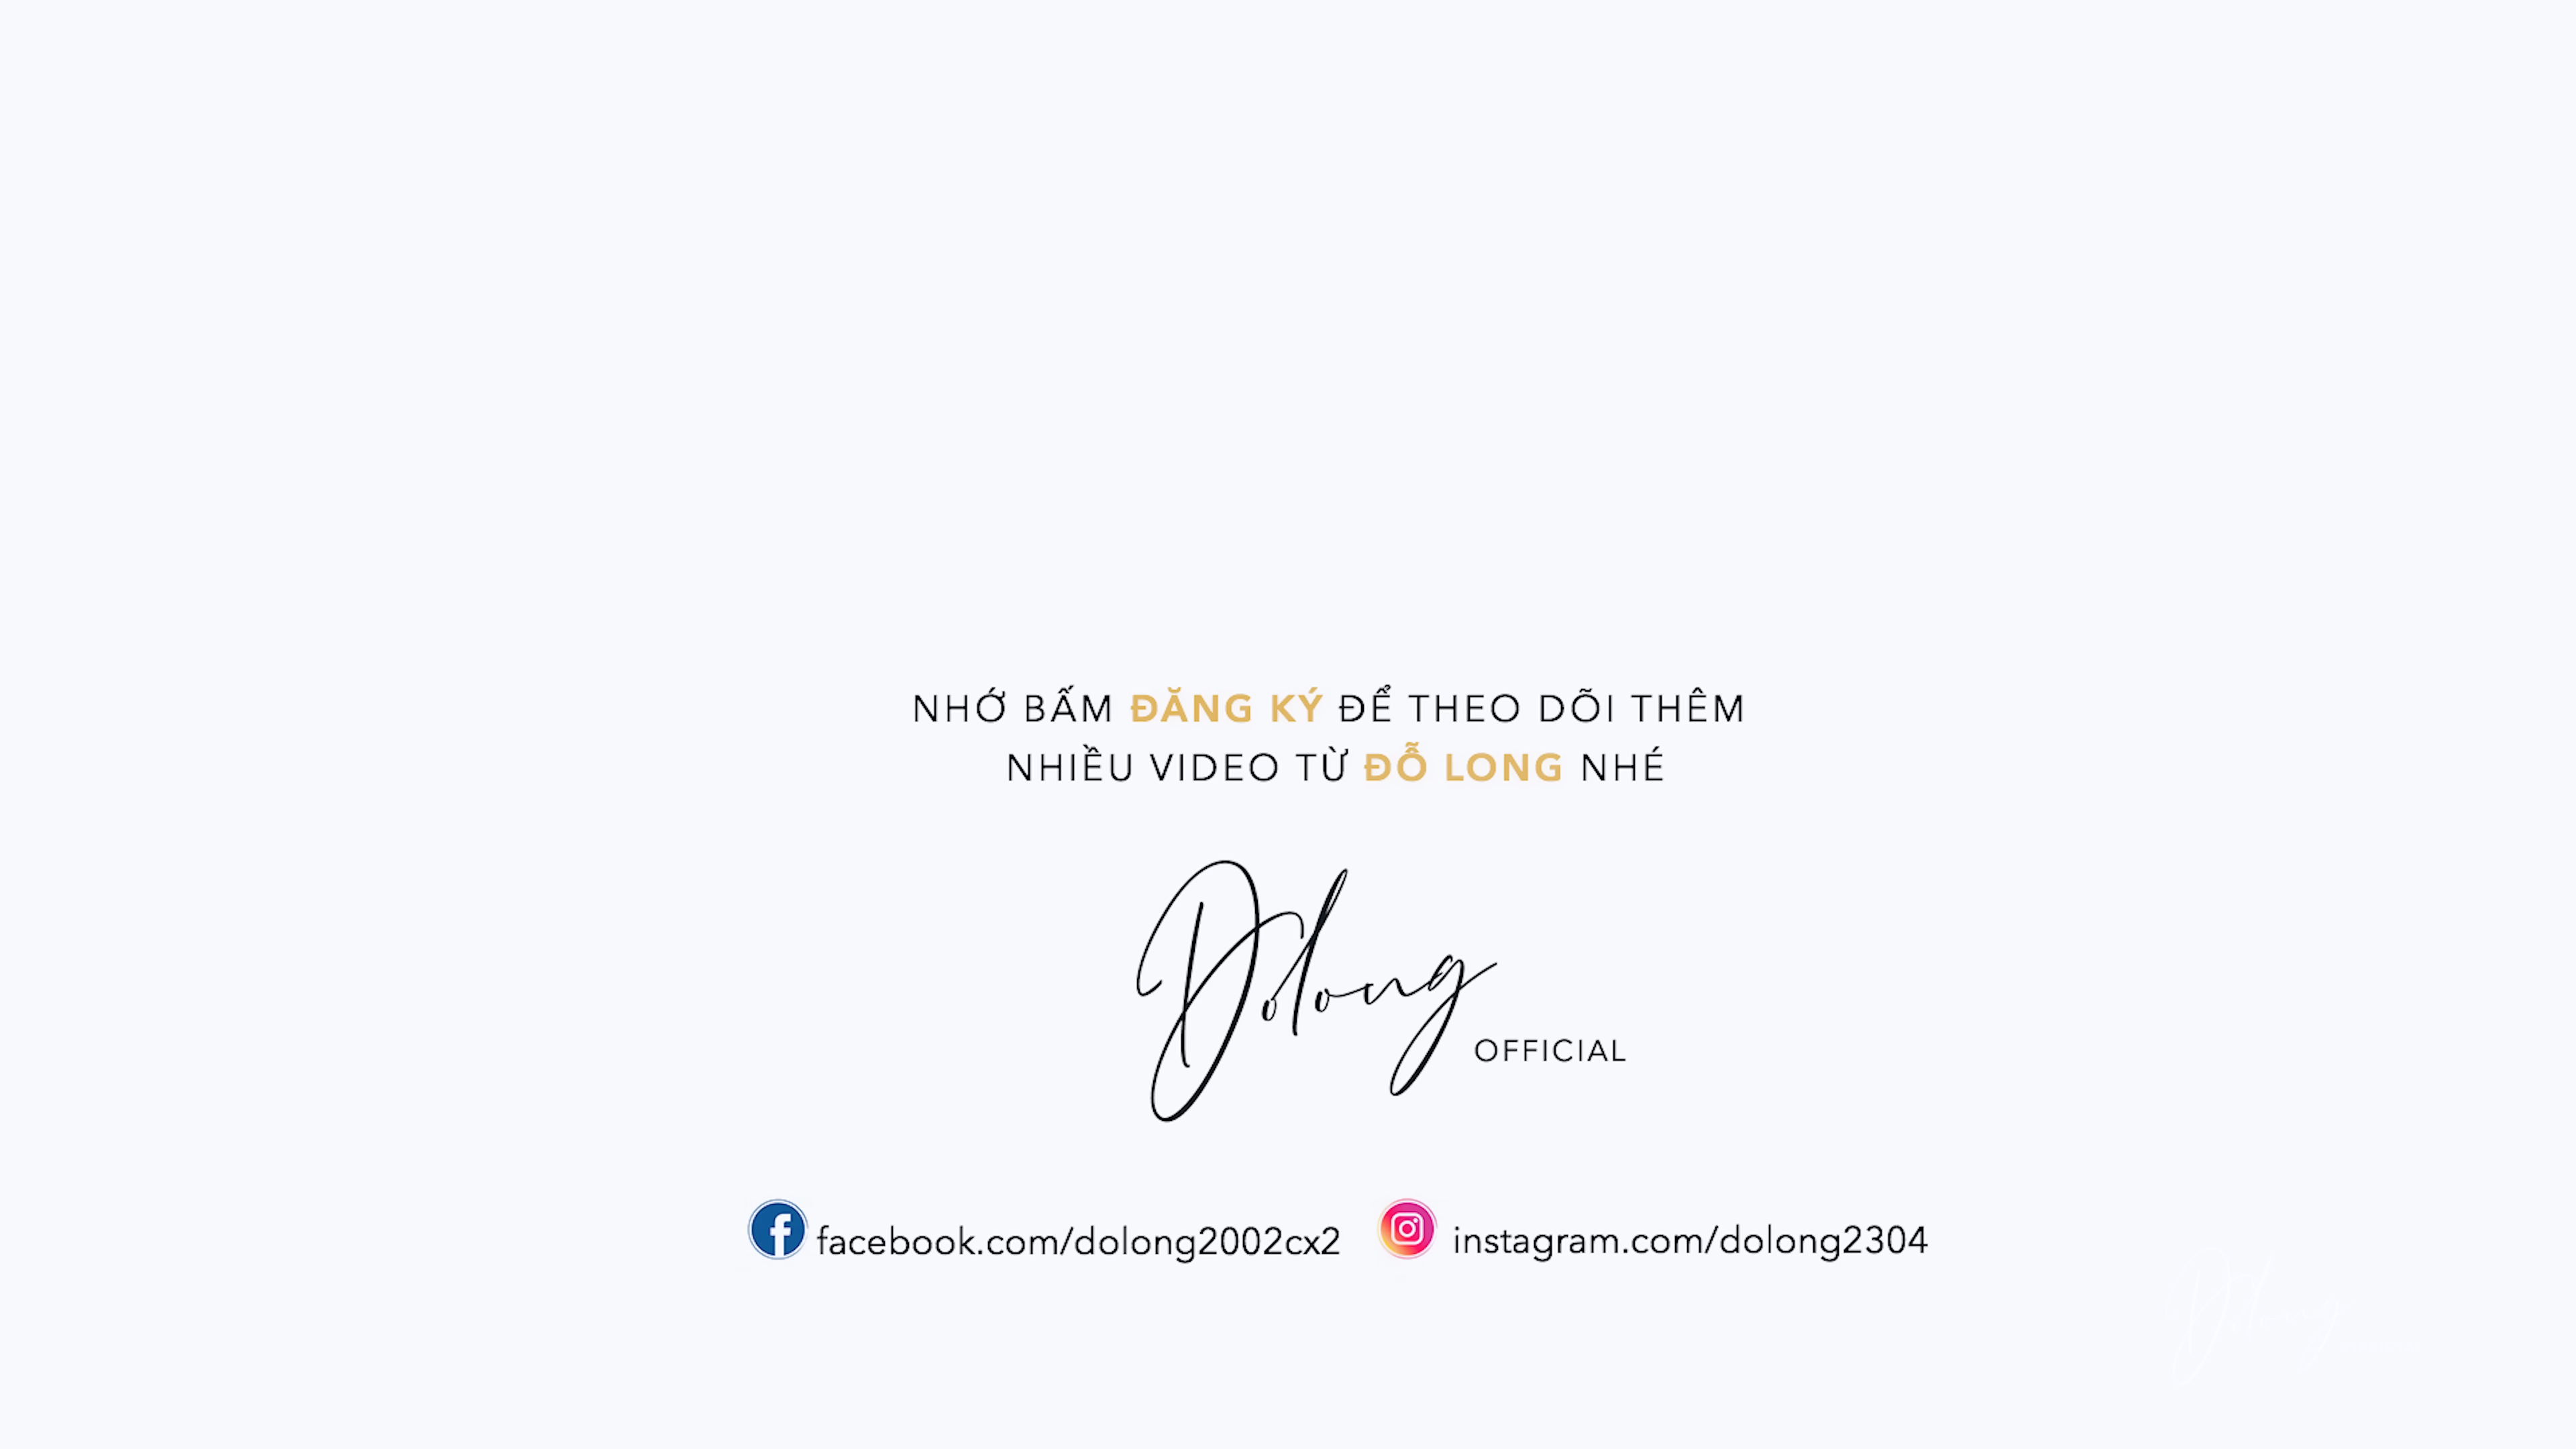 NHỚ BẤM ĐĂNG KÝ ĐỂ THEO DÕI THÊM
NHIỀU VIDEO TỪ ĐỖ LONG NHÉ
Dolong
OFFICIAL
facebook.com/dolong2002cx2 instagram.com/dolong2304
Dolong